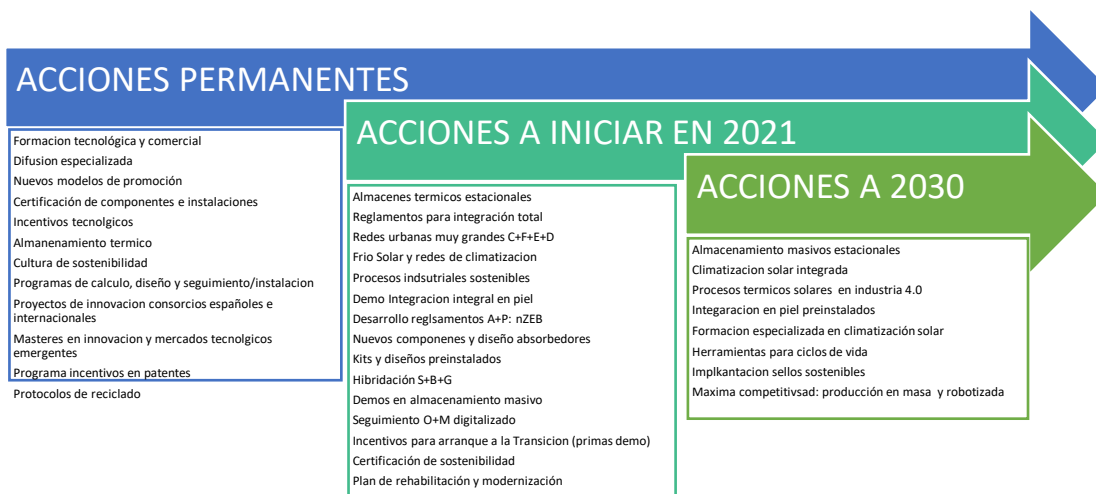 ACCIONES PERMANENTES
Formacion tecnológica y comercial
Difusion especializada
Nuevos modelos de promoción
Certificación de componentes e instalaciones
Incentivos tecnolgicos
Almanenamiento termico
Cultura de sostenibilidad
Programas de calculo, diseño y seguimiento/instalacion
Proyectos de innovacion consorcios españoles e
internacionales
Masteres en innovacion y mercados tecnolgicos
emergentes
Programa incentivos en patentes
Protocolos de reciclado
ACCIONES A INICIAR EN 2021
Almacenes termicos estacionales
Reglamentos para integración total
Redes urbanas muy grandes C+F+E+D
Frio Solar y redes de climatizacion
Procesos indsutriales sostenibles
Demo Integracion integral en piel
Desarrollo reglsamentos A+P: nZEB
Nuevos componenes y diseño absorbedores
Kits y diseños preinstalados
Hibridación S+B+G
Demos en almacenamiento masivo
Seguimiento O+M digitalizado
Incentivos para arranque a la Transicion (primas demo)
Certificación de sostenibilidad
Plan de rehabilitación y modernización
ACCIONES A 2030
Almacenamiento masivos estacionales
Climatizacion solar integrada
Procesos termicos solares en industria 4.0
Integaracion en piel preinstalados
Formacion especializada en climatización solar
Herramientas para ciclos de vida
Implkantacion sellos sostenibles
Maxima competitivsad: producción en masa y robotizada